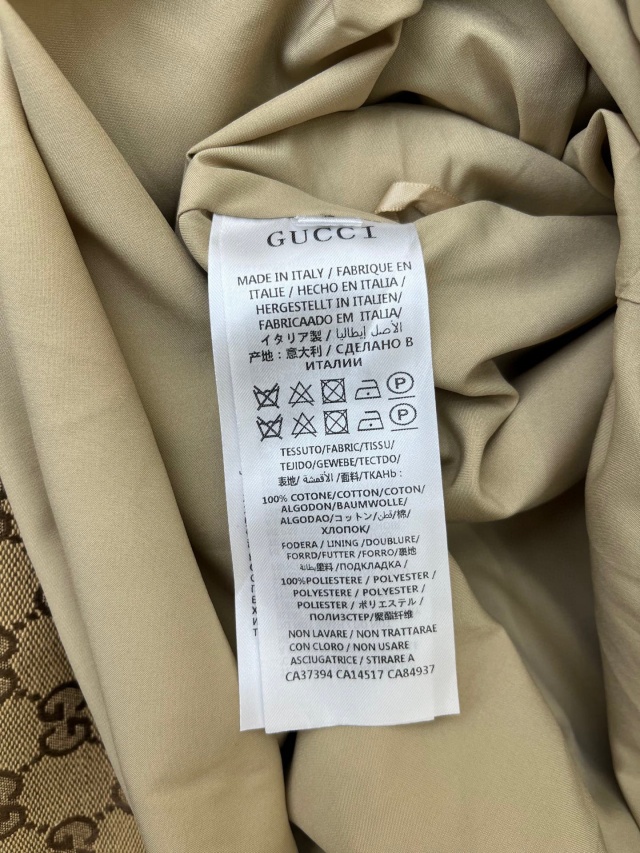 GUCCI
MADE IN ITALY / FABRIQUE EN
ITALIE / HECHO EN ITALIA /
HERGESTELLT IN ITALIEN/
FABRICAADO EM ITALIA/
イタリア製 / الأصل إيطاليا /
产地：意大利 / СДЕЛАНО В
ИТАЛИИ
P
P
TESSUTO/FABRIC/TISSU/
TEJIDO/GEWEBE/TECTDO/
表地/ الأقمشة /面料/ТКАНЬ :
100% COTONE/COTTON/COTON/
ALGODON/BAUMWOLLE/
ALGODAO/コットン/قطن/棉/
ХЛОПОК/
FODERA / LINING /DOUBLURE/
FORRD/FUTTER /FORRO/裏地
بطانة/里料/ПОДКЛАДКА/
100%POLIESTERE / POLYESTER /
POLYESTERE / POLYESTER/
POLIESTER / ポリエステル /
ПОЛИЭСТЕР/聚酯纤维
NON LAVARE/ NON TRATTARAE
CON CLORO/ NON USARE
ASCIUGATRICE/ STIRARE A
CA37394 CA14517 CA84937